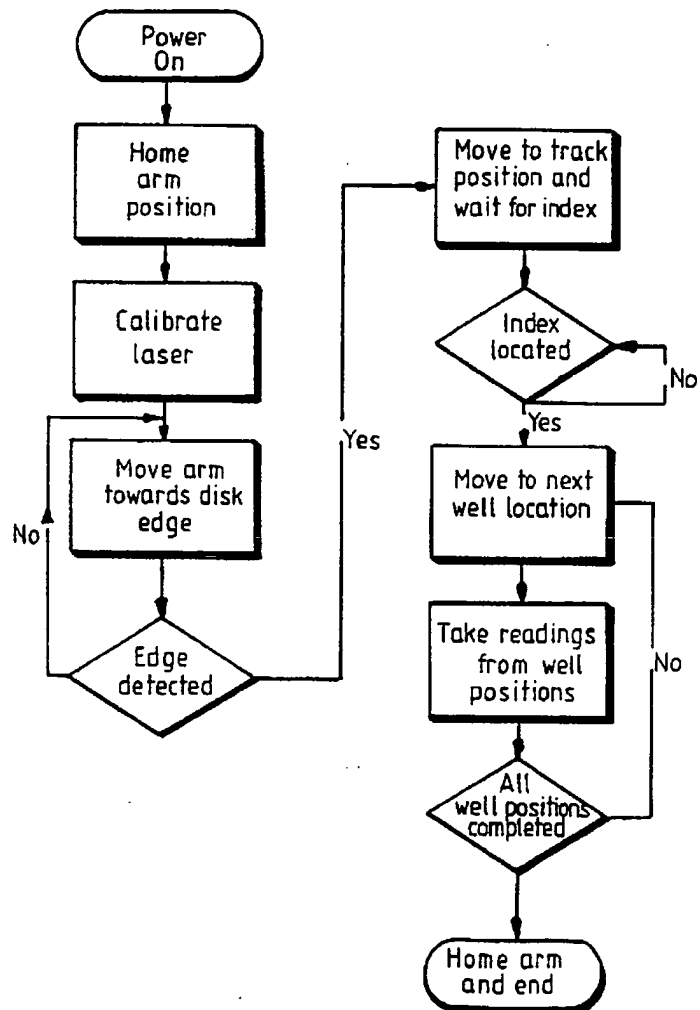 Power
On
Home
arm
position
Calibrate
laser
Move arm
towards disk
edge
No
Edge
detected
Yes
Move to track
position and
wait for index
Index
located
No
Yes
Move to next
well location
Take readings
from well
positions
No
All
well positions
completed
Home arm
and end